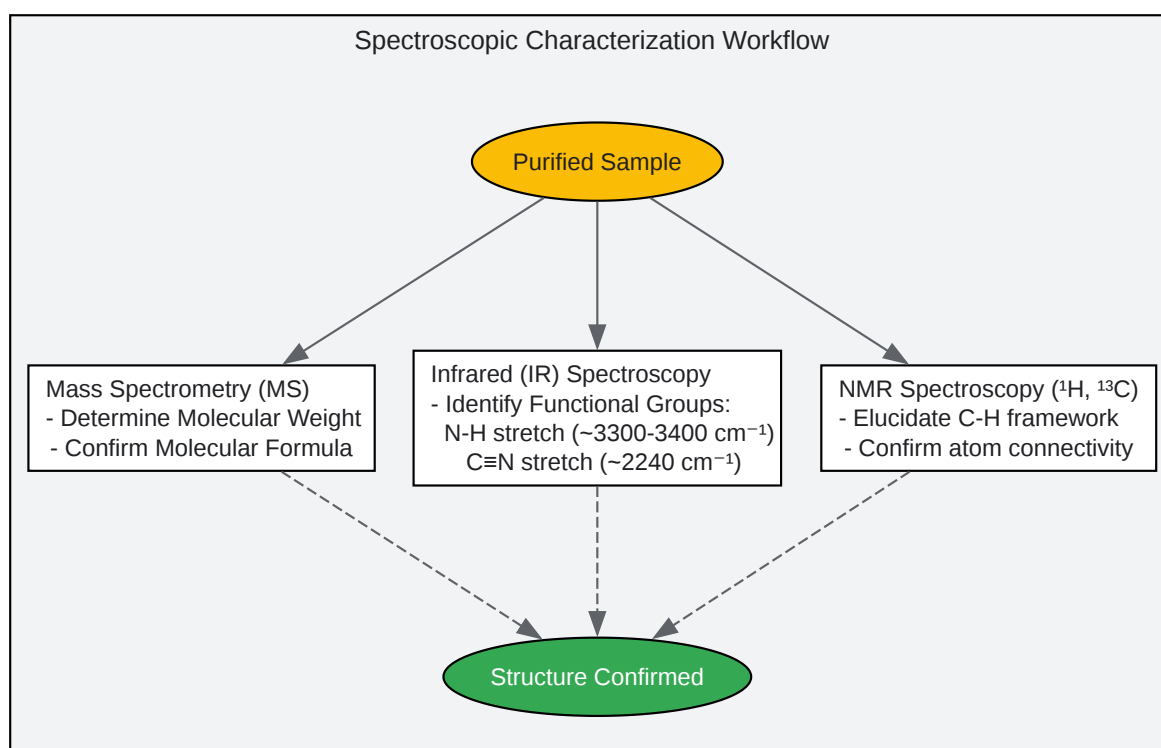 Spectroscopic Characterization Workflow
Purified Sample
Mass Spectrometry (MS)
- Determine Molecular Weight
- Confirm Molecular Formula
Infrared (IR) Spectroscopy
- Identify Functional Groups:
N-H stretch (~3300-3400 cm⁻¹)
C≡N stretch (~2240 cm⁻¹)
NMR Spectroscopy (¹H, ¹³C)
- Elucidate C-H framework
- Confirm atom connectivity
Structure Confirmed